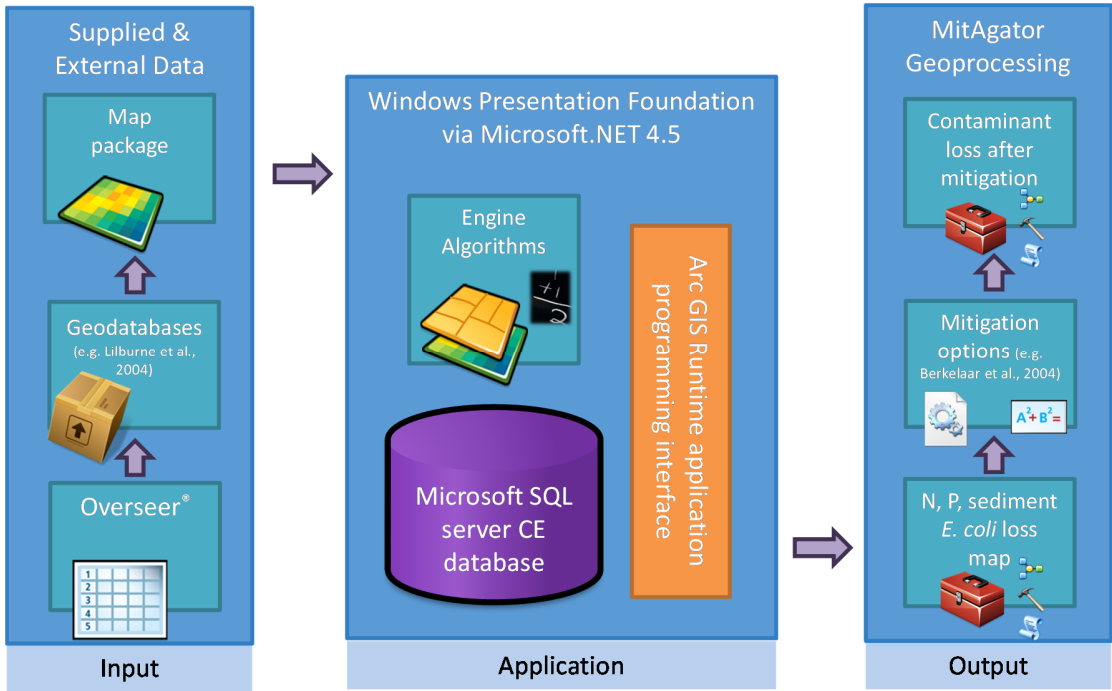 Supplied &
External Data
Map
package
Geodatabases
(e.g. Lilburne et al.,
2004)
Overseer®
1
2
3
4
5
Input
Windows Presentation Foundation
via Microsoft.NET 4.5
Engine
Algorithms
+1
2
Microsoft SQL
server CE
database
Arc GIS Runtime application
programming interface
Application
MitAgator
Geoprocessing
Contaminant
loss after
mitigation
Mitigation
options (e.g.
Berkelaar et al., 2004)
A²+B²=
N, P, sediment
E. coli loss
map
Output